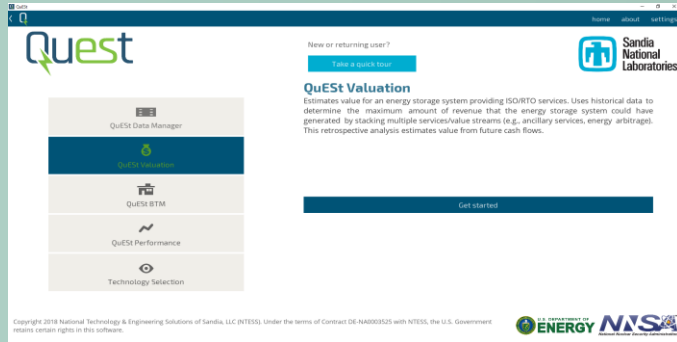 QuESt
home about settings
Quest
New or returning user?
Take a quick tour
Sandia
National
Laboratories
QuESt Valuation
Estimates value for an energy storage system providing ISO/RTO services. Uses historical data to
determine the maximum amount of revenue that the energy storage system could have
generated by stacking multiple services/value streams (e.g., ancillary services, energy arbitrage).
This retrospective analysis estimates value from future cash flows.
QuESt Data Manager
QuESt Valuation
QuESt BTM
QuESt Performance
Technology Selection
Get started
Copyright 2018 National Technology & Engineering Solutions of Sandia, LLC (NTESS). Under the terms of Contract DE-NA0003525 with NTESS, the U.S. Government
retains certain rights in this software.
U.S. DEPARTMENT OF
ENERGY
NNSA
National Nuclear Security Administration